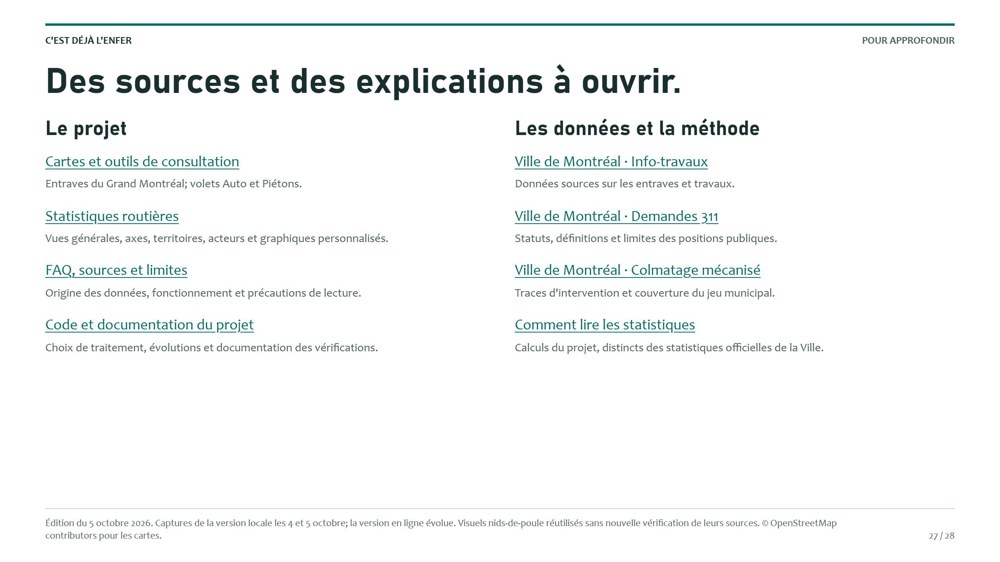 C'EST DÉJÀ L'ENFER
POUR APPROFONDIR
Des sources et des explications à ouvrir.
Le projet
Cartes et outils de consultation
Entraves du Grand Montréal; volets Auto et Piétons.
Statistiques routières
Vues générales, axes, territoires, acteurs et graphiques personnalisés.
FAQ, sources et limites
Origine des données, fonctionnement et précautions de lecture.
Code et documentation du projet
Choix de traitement, évolutions et documentation des vérifications.
Les données et la méthode
Ville de Montréal · Info-travaux
Données sources sur les entraves et travaux.
Ville de Montréal · Demandes 311
Statuts, définitions et limites des positions publiques.
Ville de Montréal · Colmatage mécanisé
Traces d'intervention et couverture du jeu municipal.
Comment lire les statistiques
Calculs du projet, distincts des statistiques officielles de la Ville.
Édition du 5 octobre 2026. Captures de la version locale les 4 et 5 octobre; la version en ligne évolue. Visuels nids-de-poule réutilisés sans nouvelle vérification de leurs sources. © OpenStreetMap
contributors pour les cartes.
27 / 28